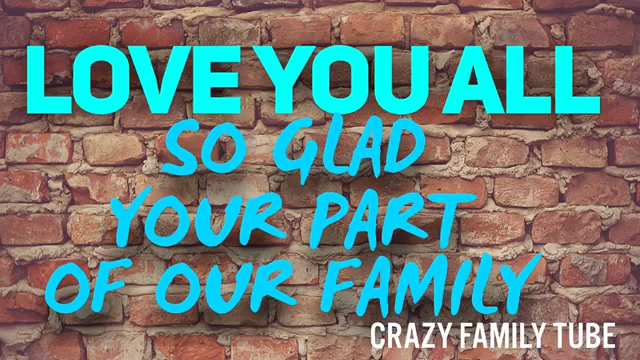 LOVE YOU ALL
SO GLAD
YOUR PART
OF OUR FAMILY
CRAZY FAMILY TUBE